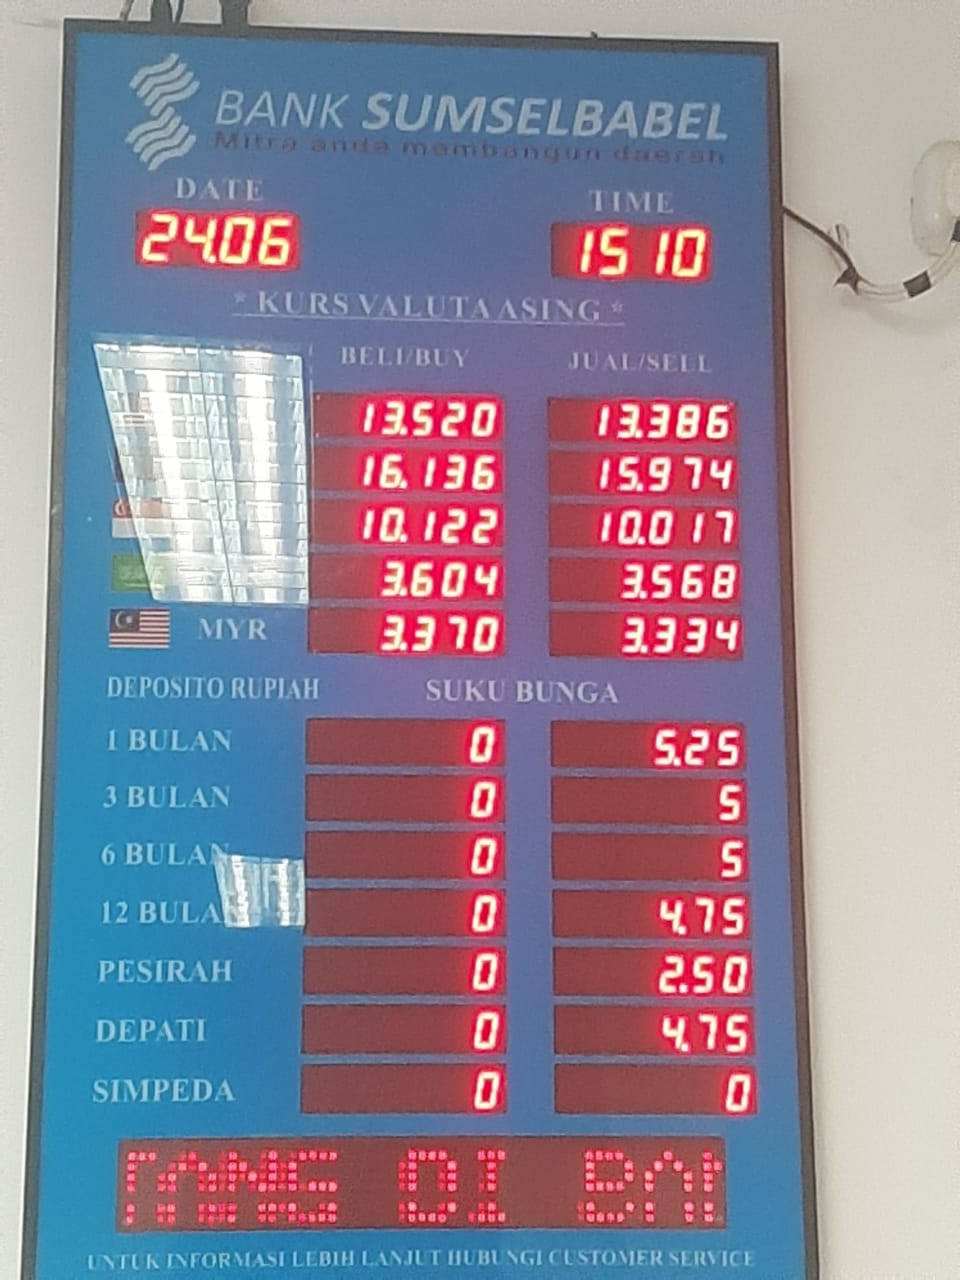 BANK SUMSELBABEL
Mitra anda membangun daerah
DATE TIME
24.06 15 10
* KURS VALUTA ASING *
BELI/BUY JUAL/SELL
13.520 13.386
16.136 15.974
10.122 10.017
3.604 3.568
MYR 3.370 3.334
DEPOSITO RUPIAH SUKU BUNGA
1 BULAN 0 5.25
3 BULAN 0 5
6 BULAN 0 5
12 BULA 0 4.75
PESIRAH 0 2.50
DEPATI 0 4.75
SIMPEDA 0 0
DI BA
UNTUK INFORMASI LEBIH LANJUT HUBUNGI CUSTOMER SERVICE